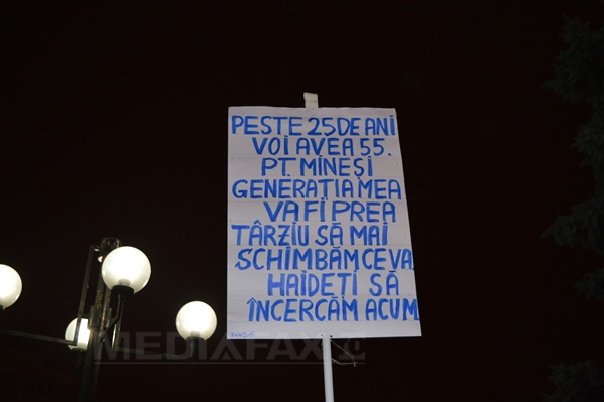 PESTE 25 DE ANI
VOI AVEA 55.
PT. MINE ȘI
GENERAȚIA MEA
VA FI PREA
TÂRZIU SĂ MAI
SCHIMBĂM CEVA.
HAIDEȚI SĂ
ÎNCERCĂM ACUM
MEDIAFAX